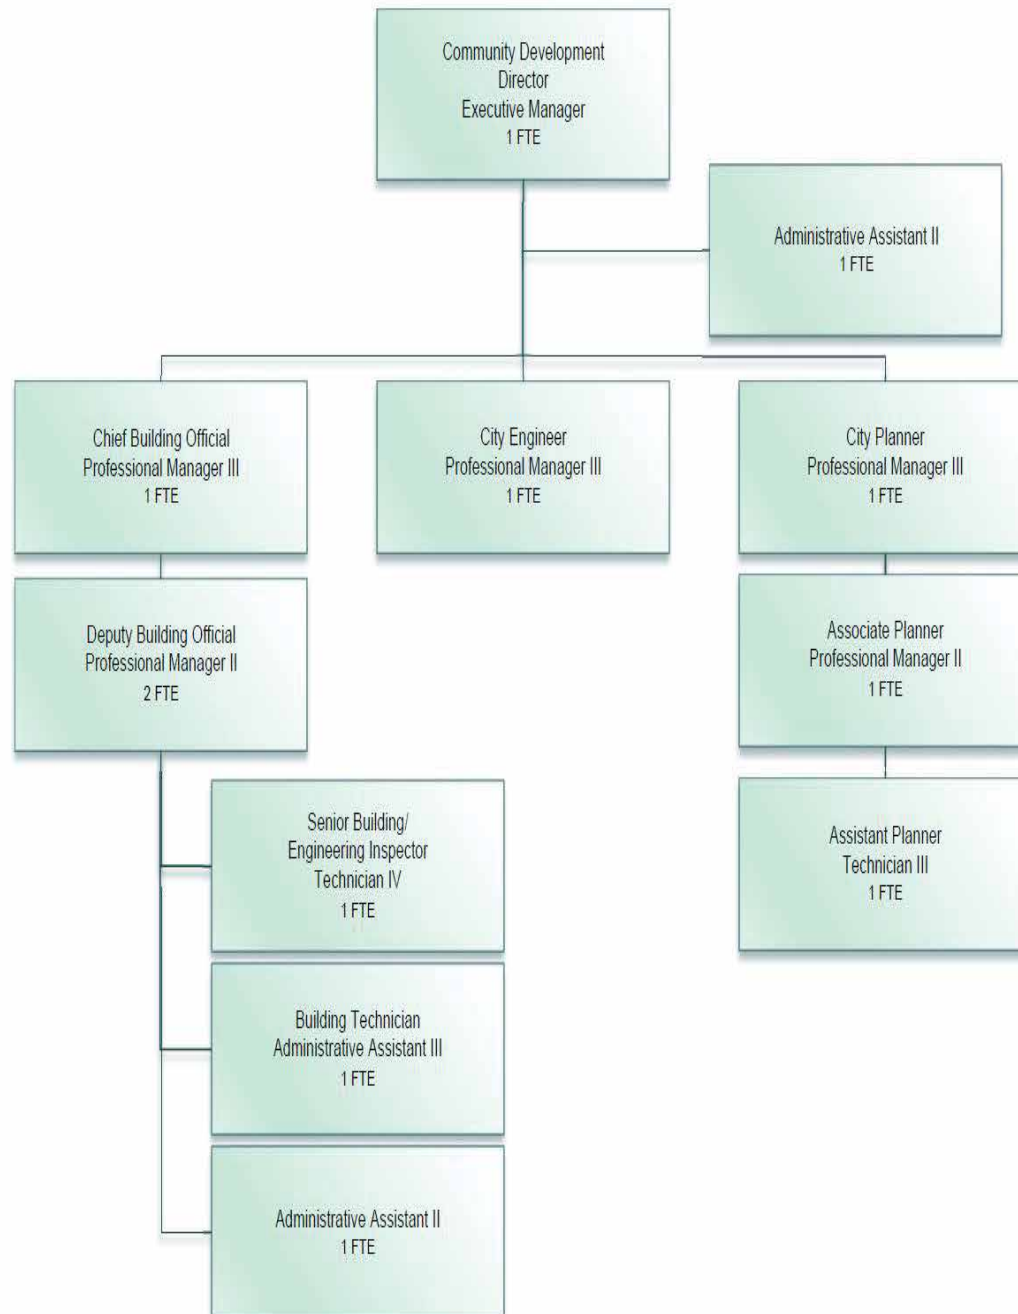 Community Development
Director
Executive Manager
1 FTE
Administrative Assistant II
1 FTE
Chief Building Official
Professional Manager III
1 FTE
City Engineer
Professional Manager III
1 FTE
City Planner
Professional Manager III
1 FTE
Deputy Building Official
Professional Manager II
2 FTE
Associate Planner
Professional Manager II
1 FTE
Senior Building/
Engineering Inspector
Technician IV
1 FTE
Assistant Planner
Technician III
1 FTE
Building Technician
Administrative Assistant III
1 FTE
Administrative Assistant II
1 FTE